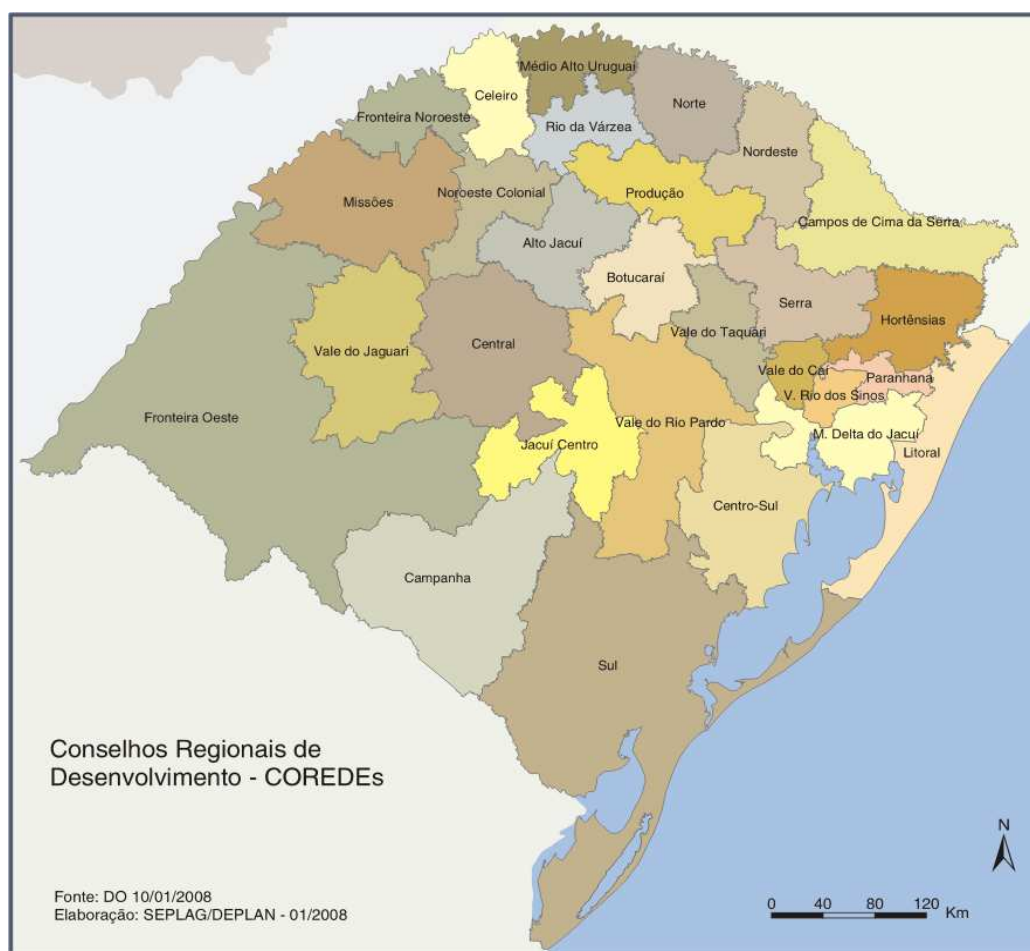 Médio Alto Uruguai
Celeiro
Norte
Fronteira Noroeste
Rio da Várzea
Nordeste
Noroeste Colonial
Produção
Missões
Campos de Cima da Serra
Alto Jacuí
Botucaraí
Serra
Hortênsias
Vale do Taquari
Central
Vale do Jaguari
Vale do Caí
Paranhana
Fronteira Oeste
V. Rio dos Sinos
Vale do Rio Pardo
M. Delta do Jacuí
Jacuí Centro
Litoral
Centro-Sul
Campanha
Sul
Conselhos Regionais de
Desenvolvimento - COREDEs
N
Fonte: DO 10/01/2008
Elaboração: SEPLAG/DEPLAN - 01/2008
0 40 80 120
Km